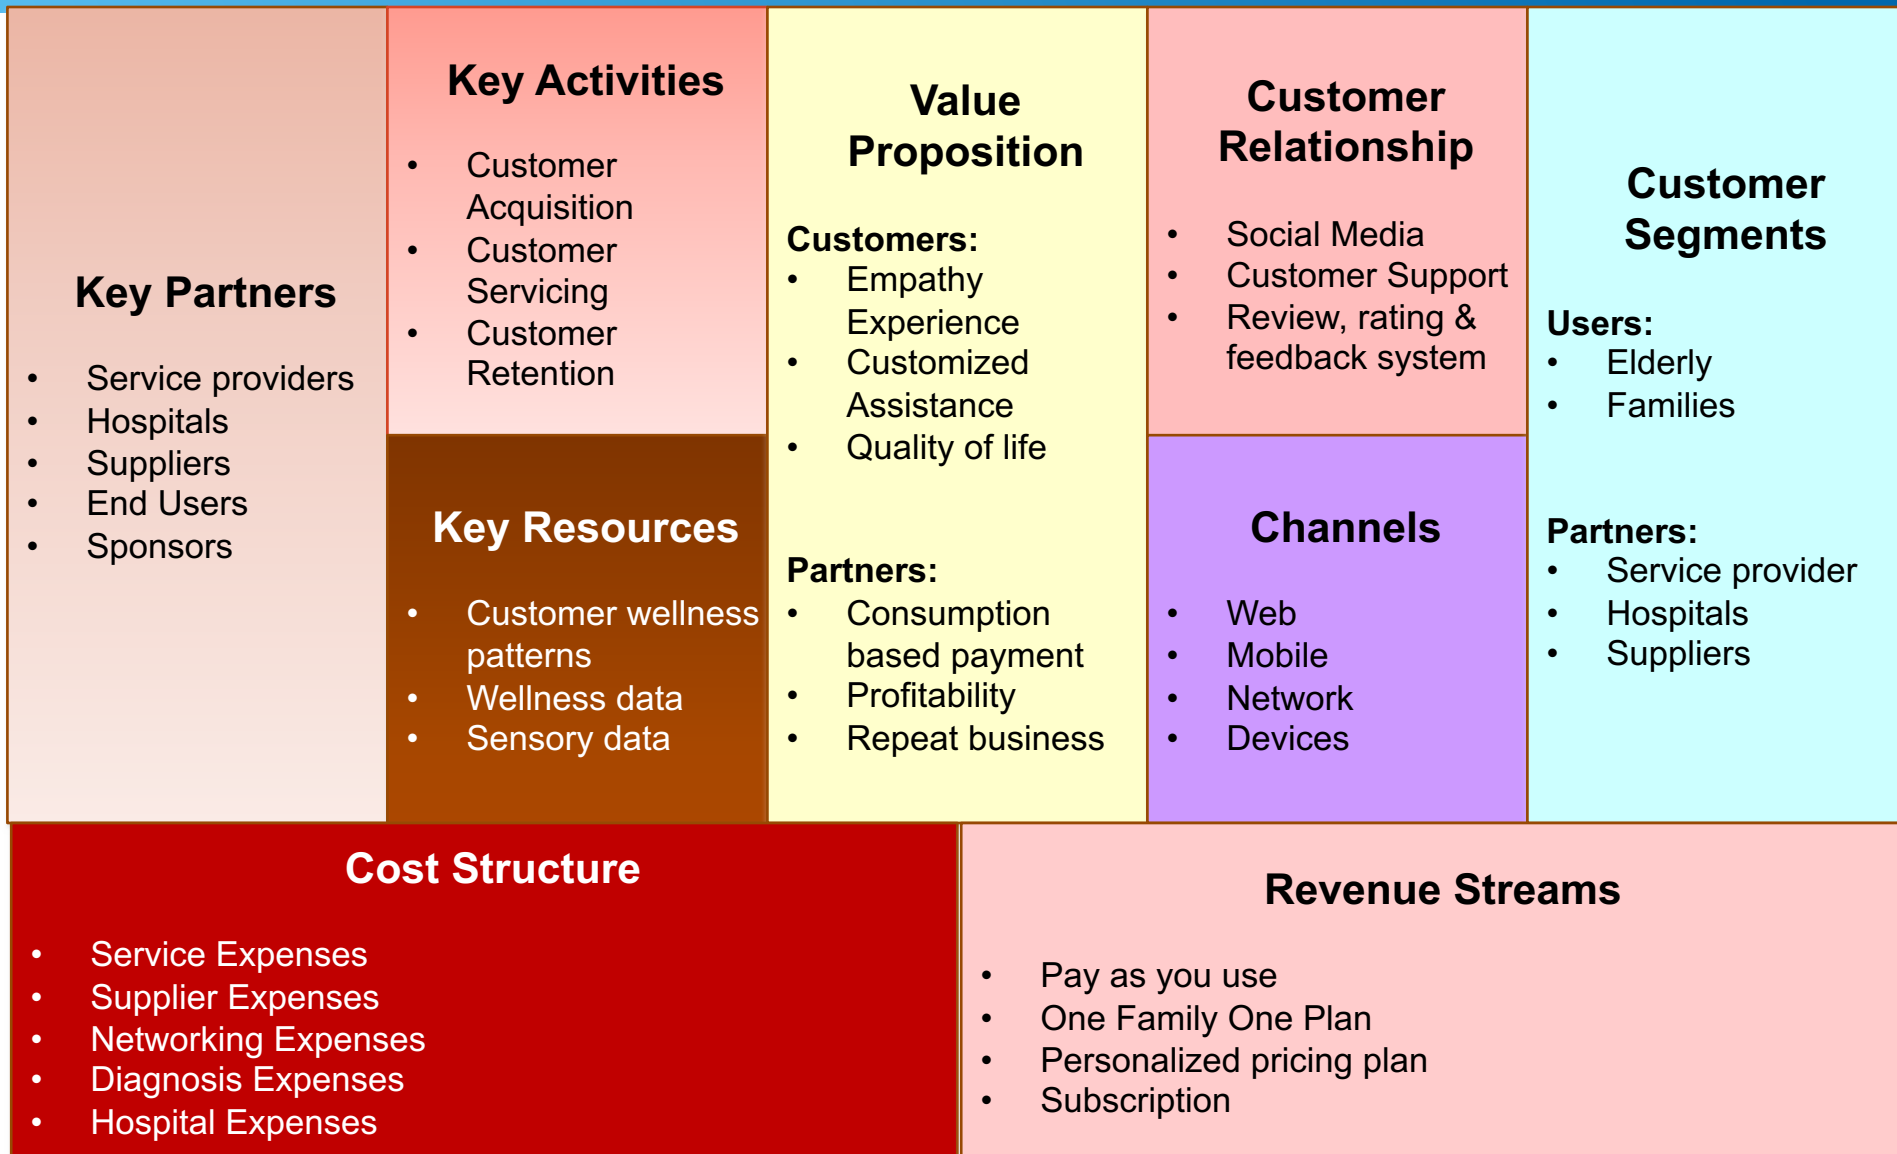 Key Partners
• Service providers
• Hospitals
• Suppliers
• End Users
• Sponsors
Key Activities
• Customer
Acquisition
• Customer
Servicing
• Customer
Retention
Key Resources
• Customer wellness
patterns
• Wellness data
• Sensory data
Value
Proposition
Customers:
• Empathy
Experience
• Customized
Assistance
• Quality of life
Partners:
• Consumption
based payment
• Profitability
• Repeat business
Customer
Relationship
• Social Media
• Customer Support
• Review, rating &
feedback system
Channels
• Web
• Mobile
• Network
• Devices
Customer
Segments
Users:
• Elderly
• Families
Partners:
• Service provider
• Hospitals
• Suppliers
Cost Structure
• Service Expenses
• Supplier Expenses
• Networking Expenses
• Diagnosis Expenses
• Hospital Expenses
Revenue Streams
• Pay as you use
• One Family One Plan
• Personalized pricing plan
• Subscription